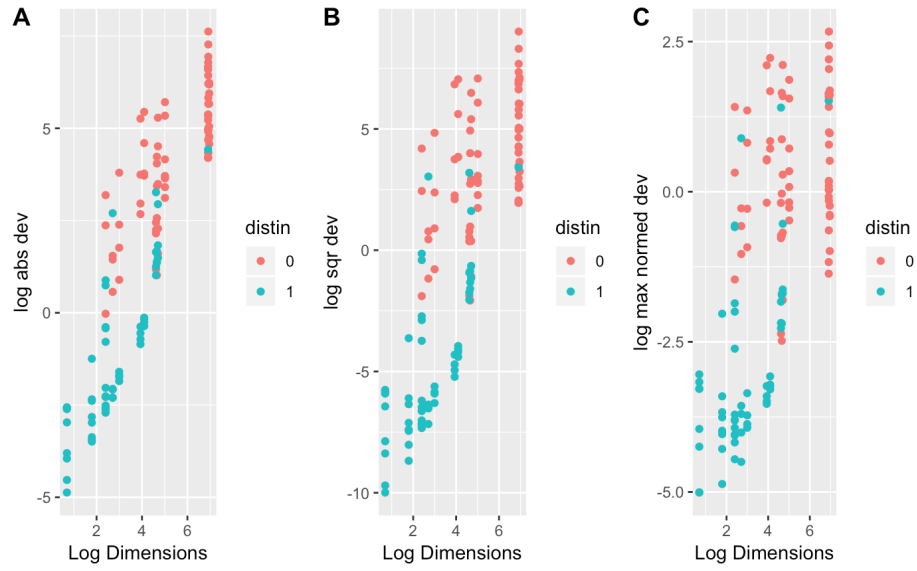 A
B
C
log abs dev
5
0
-5
2 4 6
Log Dimensions
distin
0
1
log sqr dev
5
0
-5
-10
2 4 6
Log Dimensions
distin
0
1
log max normed dev
2.5
0.0
-2.5
-5.0
2 4 6
Log Dimensions
distin
0
1